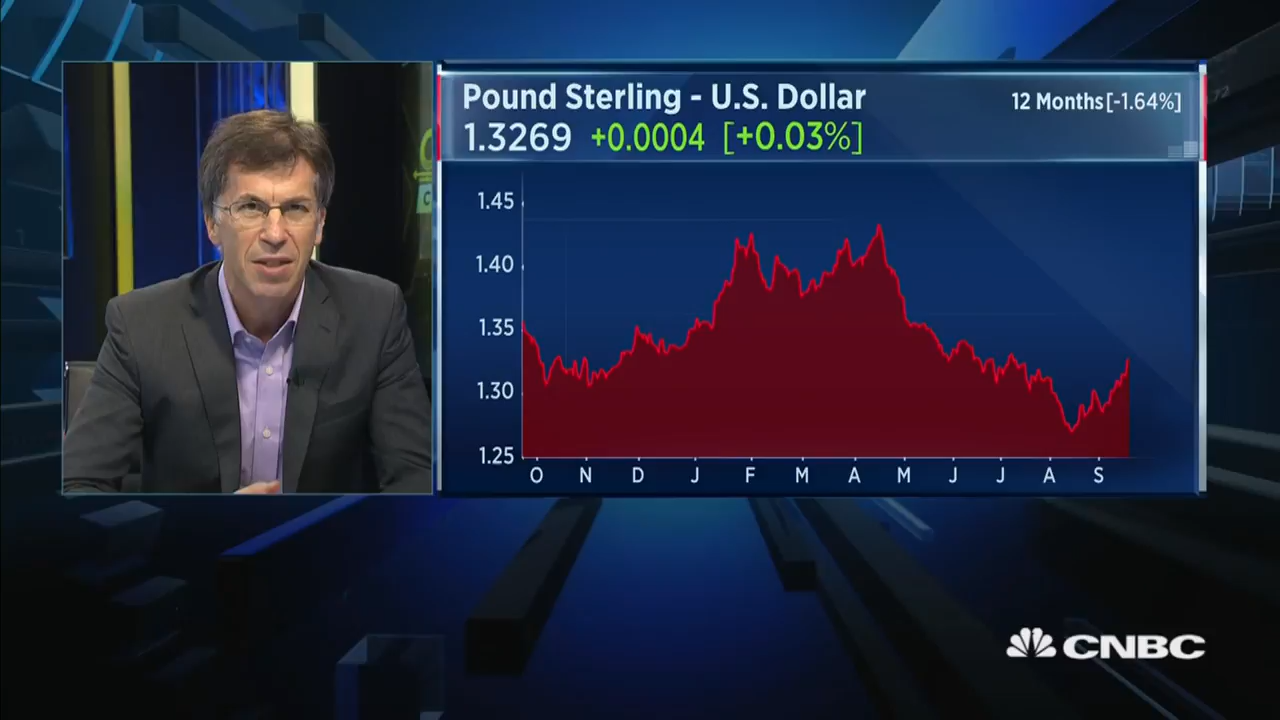 Pound Sterling - U.S. Dollar
12 Months[-1.64%]
1.3269 +0.0004 [+0.03%]
1.45
1.40
1.35
1.30
1.25
O N D J F M A M J J A S
CNBC